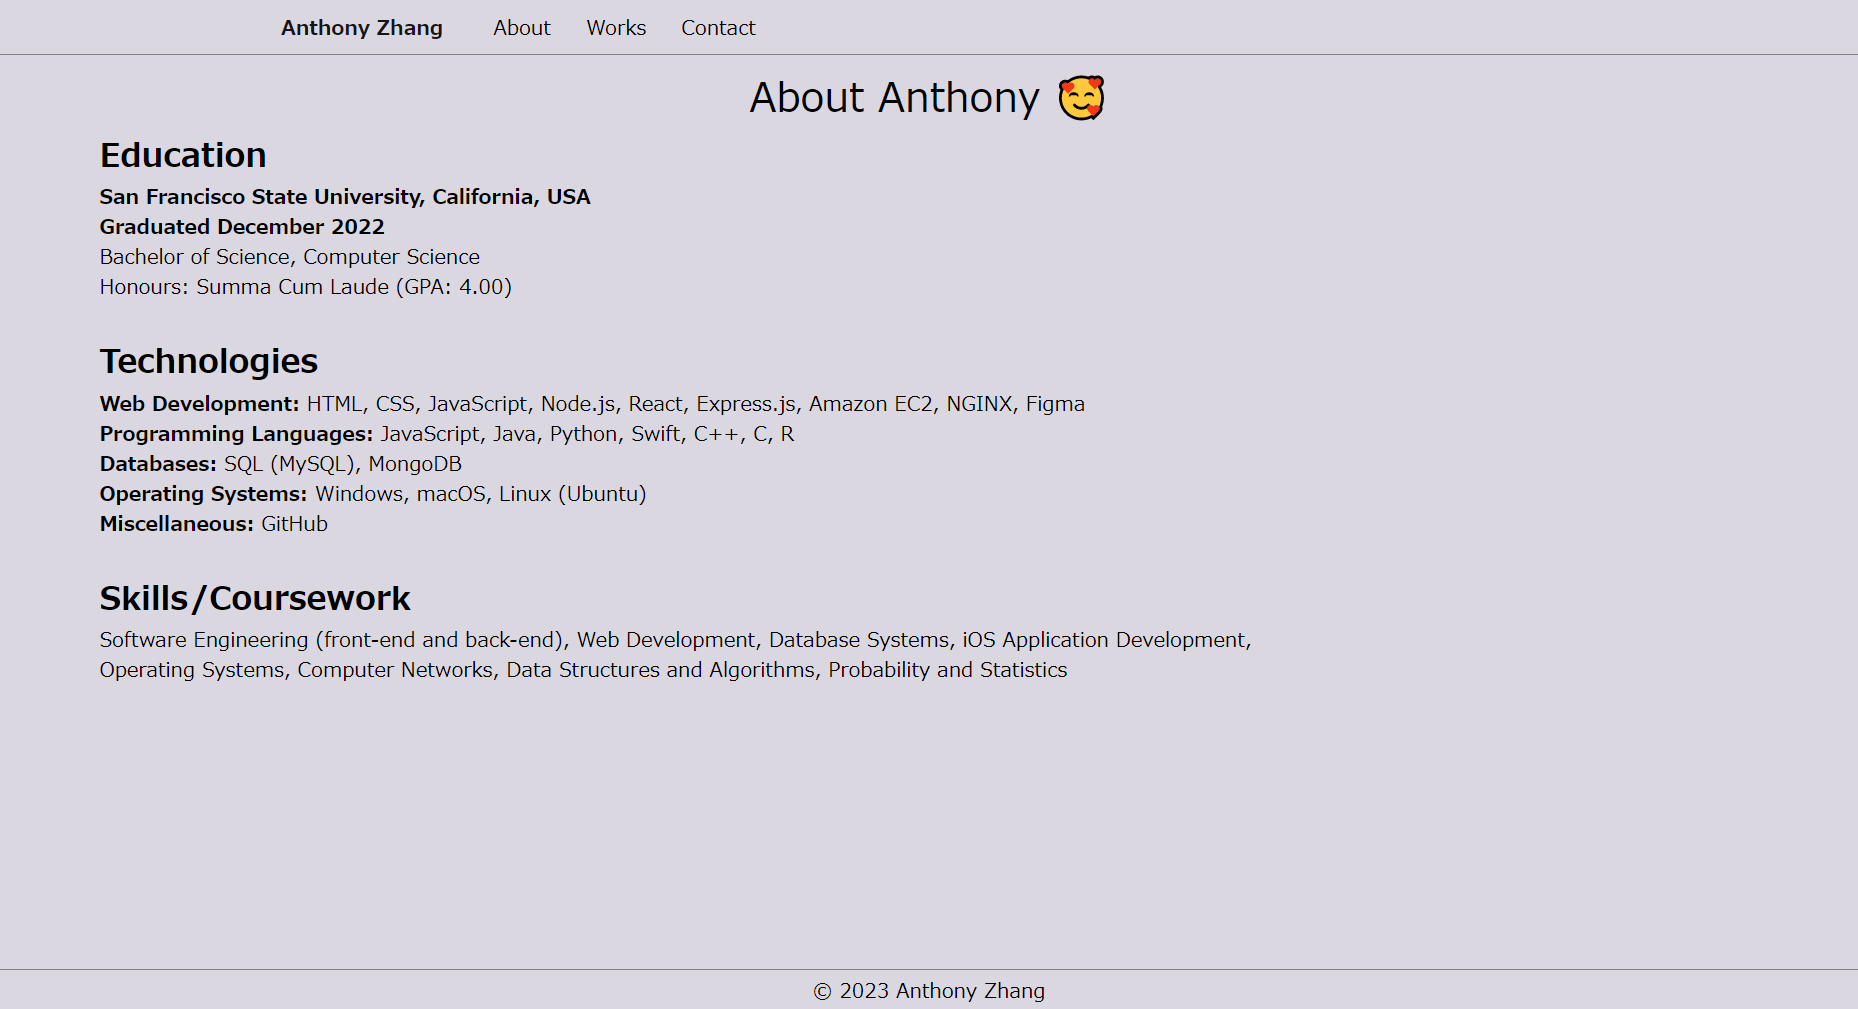 Anthony Zhang About Works Contact
About Anthony 🥰
Education
San Francisco State University, California, USA
Graduated December 2022
Bachelor of Science, Computer Science
Honours: Summa Cum Laude (GPA: 4.00)
Technologies
Web Development: HTML, CSS, JavaScript, Node.js, React, Express.js, Amazon EC2, NGINX, Figma
Programming Languages: JavaScript, Java, Python, Swift, C++, C, R
Databases: SQL (MySQL), MongoDB
Operating Systems: Windows, macOS, Linux (Ubuntu)
Miscellaneous: GitHub
Skills/Coursework
Software Engineering (front-end and back-end), Web Development, Database Systems, iOS Application Development,
Operating Systems, Computer Networks, Data Structures and Algorithms, Probability and Statistics
© 2023 Anthony Zhang